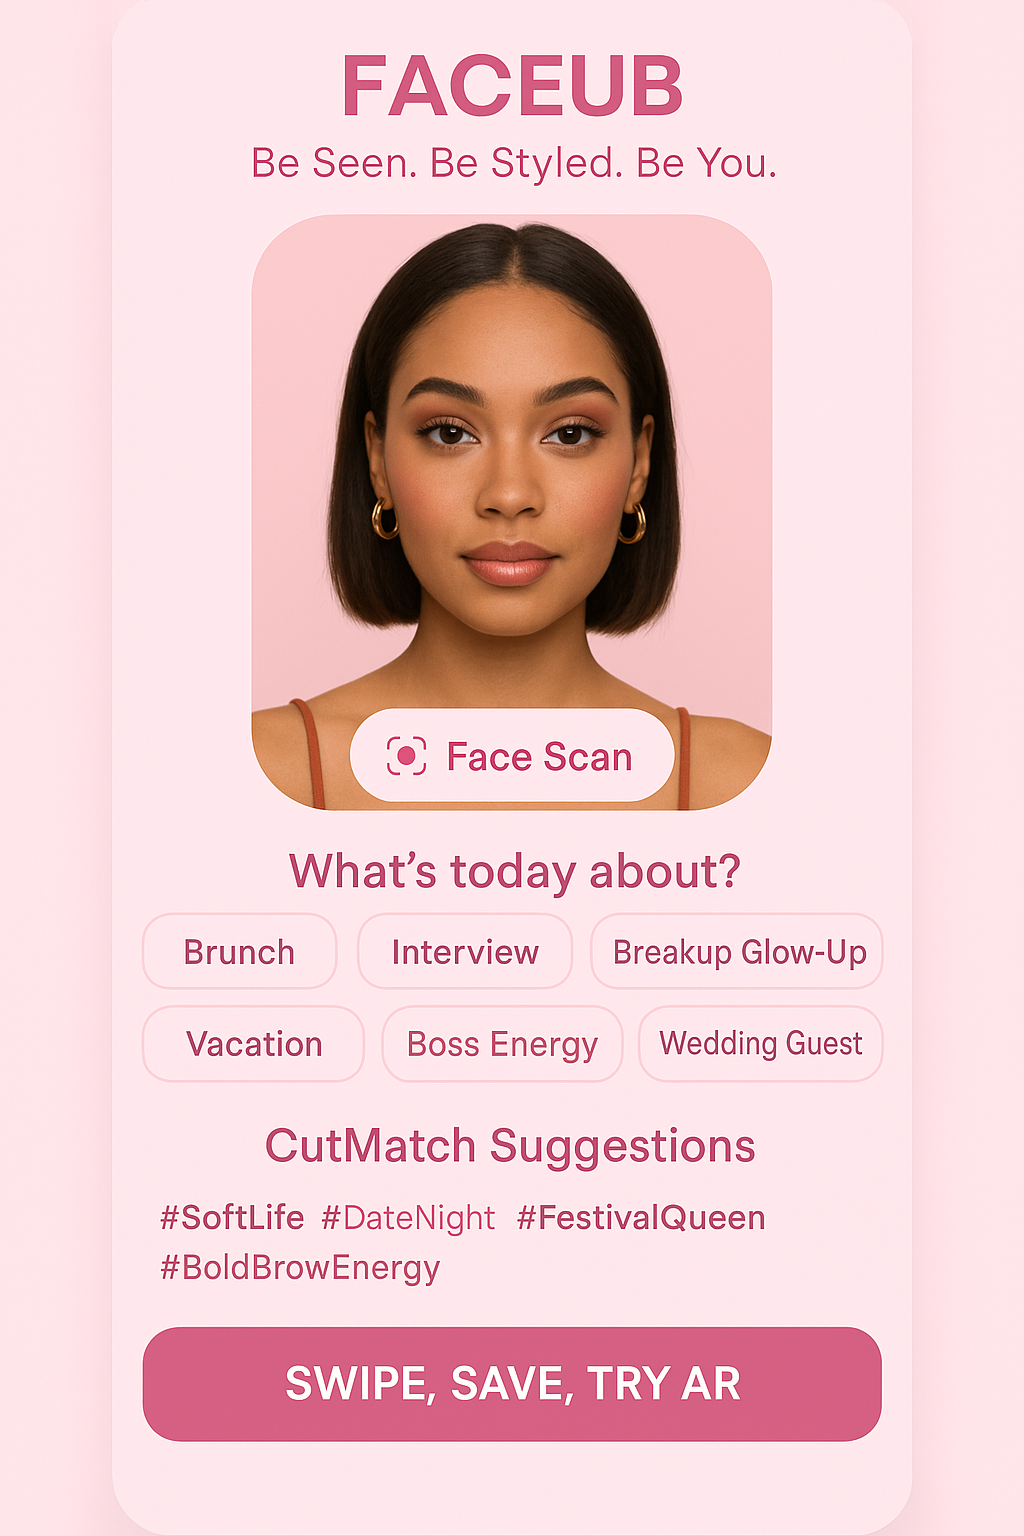 FACEUB
Be Seen. Be Styled. Be You.
Face Scan
What's today about?
Brunch Interview Breakup Glow-Up
Vacation Boss Energy Wedding Guest
CutMatch Suggestions
#SoftLife #DateNight #FestivalQueen
#BoldBrowEnergy
SWIPE, SAVE, TRY AR